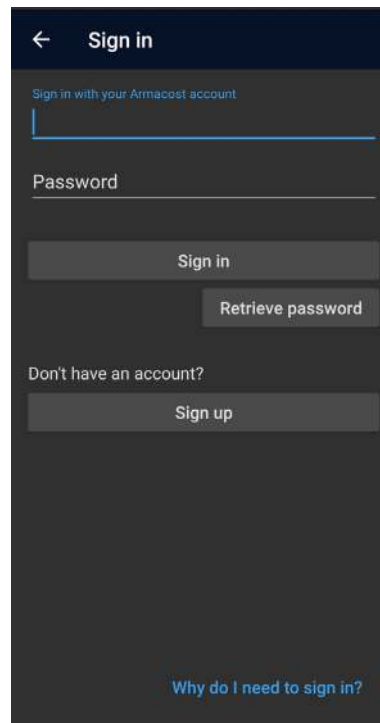 Sign in
Sign in with your Armacost account
Password
Sign in
Retrieve password
Don't have an account?
Sign up
Why do I need to sign in?